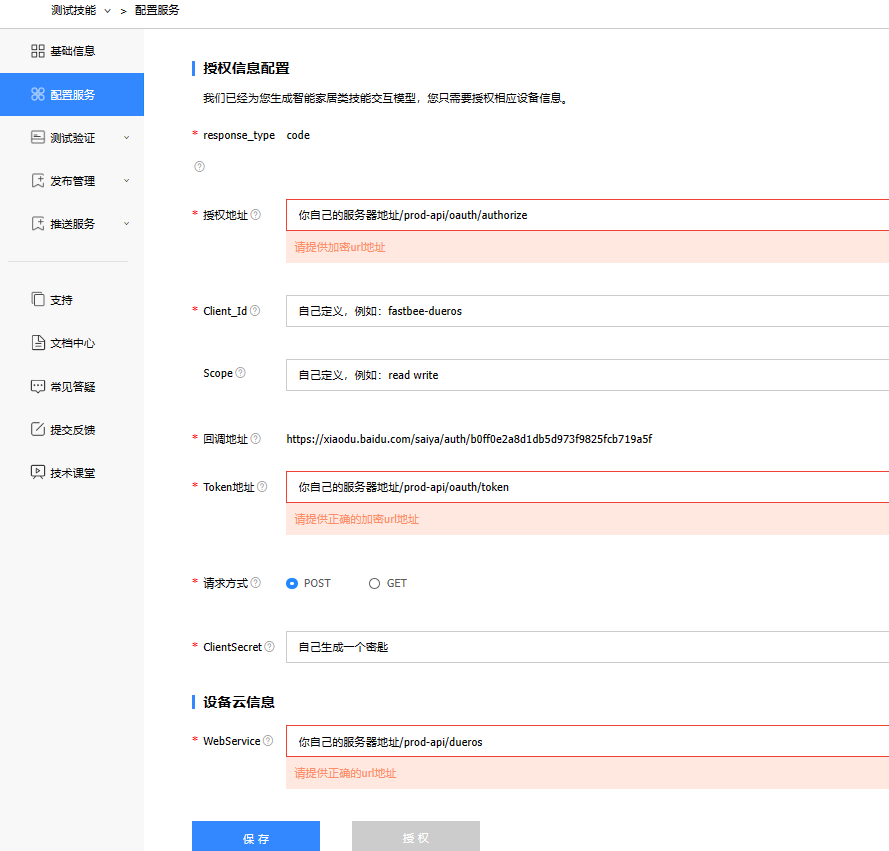 测试技能 > 配置服务
基础信息
配置服务
测试验证
发布管理
推送服务
支持
文档中心
常见答疑
提交反馈
技术课堂
授权信息配置
我们已经为您生成智能家居类技能交互模型，您只需要授权相应设备信息。
* response_type code
* 授权地址 你自己的服务器地址/prod-api/oauth/authorize
请提供加密url地址
* Client_Id 自己定义，例如：fastbee-dueros
Scope 自己定义，例如：read write
* 回调地址 https://xiaodu.baidu.com/saiya/auth/b0ff0e2a8d1db5d973f9825fcb719a5f
* Token地址 你自己的服务器地址/prod-api/oauth/token
请提供正确的加密url地址
* 请求方式 POST GET
* ClientSecret 自己生成一个密匙
设备云信息
* WebService 你自己的服务器地址/prod-api/dueros
请提供正确的url地址
保存 授权